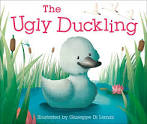 The
Ugly Duckling
Illustrated by Giuseppe Di Lernia